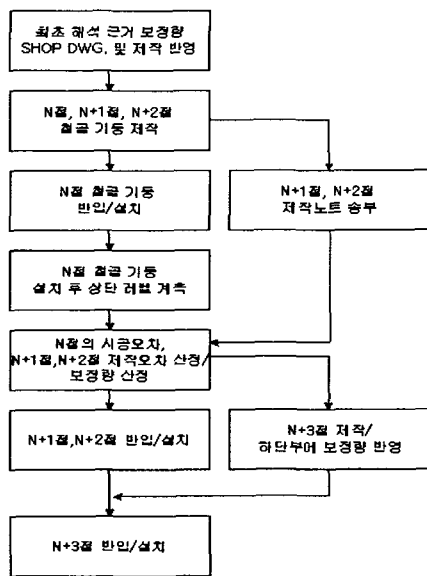 최초 해석 근거 보정량
SHOP DWG. 및 제작 반영
N절, N+1절, N+2절
철골 기둥 제작
N절 철골 기둥
반입/설치
N+1절, N+2절
제작노트 송부
N절 철골 기둥
설치 후 상단 레벨 계측
N절의 시공오차,
N+1절,N+2절 제작오차 산정/
보정량 산정
N+1절,N+2절 반입/설치
N+3절 제작/
하단부에 보정량 반영
N+3절 반입/설치